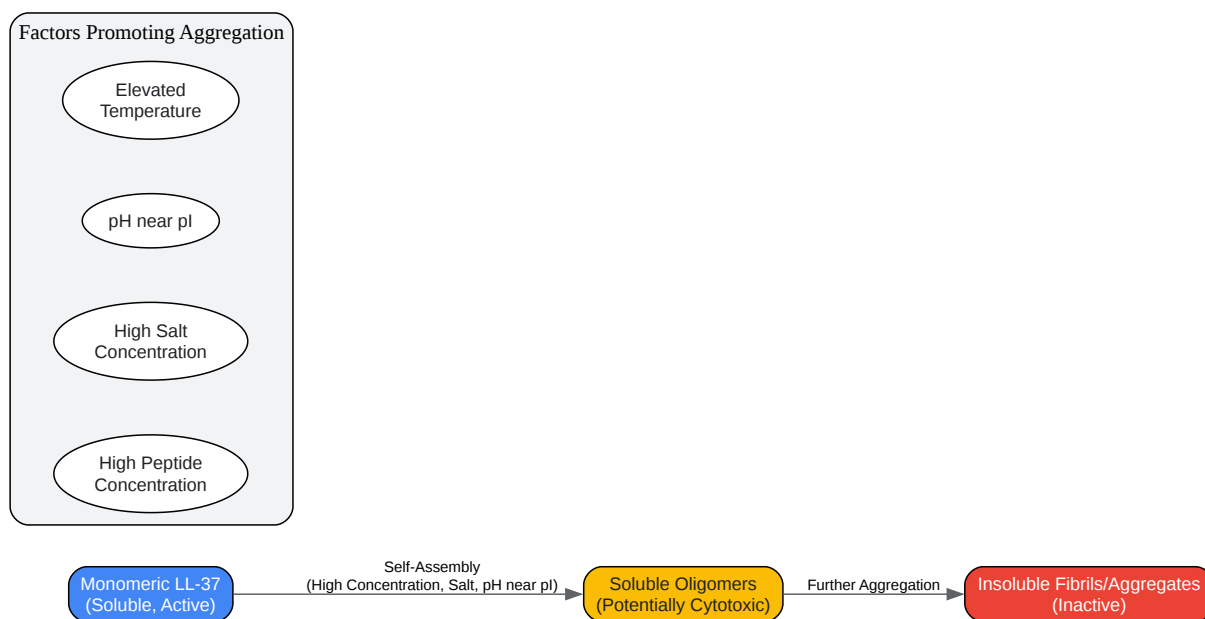 Factors Promoting Aggregation
Elevated
Temperature
pH near pI
High Salt
Concentration
High Peptide
Concentration
Monomeric LL-37
(Soluble, Active)
Self-Assembly
(High Concentration, Salt, pH near pI)
Soluble Oligomers
(Potentially Cytotoxic)
Further Aggregation
Insoluble Fibrils/Aggregates
(Inactive)